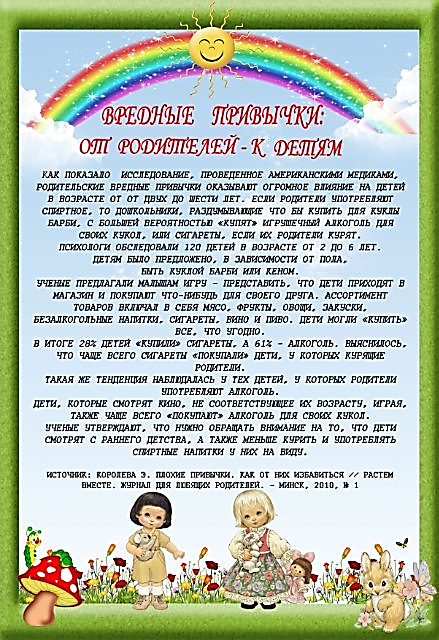 ВРЕДНЫЕ ПРИВЫЧКИ:
ОТ РОДИТЕЛЕЙ - К ДЕТЯМ
КАК ПОКАЗАЛО ИССЛЕДОВАНИЕ, ПРОВЕДЕННОЕ АМЕРИКАНСКИМИ МЕДИКАМИ,
РОДИТЕЛЬСКИЕ ВРЕДНЫЕ ПРИВЫЧКИ ОКАЗЫВАЮТ ОГРОМНОЕ ВЛИЯНИЕ НА ДЕТЕЙ
В ВОЗРАСТЕ ОТ ОТ ДВУХ ДО ШЕСТИ ЛЕТ. ЕСЛИ РОДИТЕЛИ УПОТРЕБЛЯЮТ
СПИРТНОЕ, ТО ДОШКОЛЬНИКИ, РАЗДУМЫВАЮЩИЕ ЧТО БЫ КУПИТЬ ДЛЯ КУКЛЫ
БАРБИ, С БОЛЬШЕЙ ВЕРОЯТНОСТЬЮ «КУПЯТ» ИГРУШЕЧНЫЙ АЛКОГОЛЬ ДЛЯ
СВОИХ КУКОЛ, ИЛИ СИГАРЕТЫ, ЕСЛИ ИХ РОДИТЕЛИ КУРЯТ.
ПСИХОЛОГИ ОБСЛЕДОВАЛИ 120 ДЕТЕЙ В ВОЗРАСТЕ ОТ 2 ДО 6 ЛЕТ.
ДЕТЯМ БЫЛО ПРЕДЛОЖЕНО, В ЗАВИСИМОСТИ ОТ ПОЛА,
БЫТЬ КУКЛОЙ БАРБИ ИЛИ КЕНОМ.
УЧЕНЫЕ ПРЕДЛАГАЛИ МАЛЫШАМ ИГРУ - ПРЕДСТАВИТЬ, ЧТО ДЕТИ ПРИХОДЯТ В
МАГАЗИН И ПОКУПАЮТ ЧТО-НИБУДЬ ДЛЯ СВОЕГО ДРУГА. АССОРТИМЕНТ
ТОВАРОВ ВКЛЮЧАЛ В СЕБЯ МЯСО, ФРУКТЫ, ОВОЩИ, ЗАКУСКИ,
БЕЗАЛКОГОЛЬНЫЕ НАПИТКИ, СИГАРЕТЫ, ВИНО И ПИВО. ДЕТИ МОГЛИ «КУПИТЬ»
ВСЕ, ЧТО УГОДНО.
В ИТОГЕ 28% ДЕТЕЙ «КУПИЛИ» СИГАРЕТЫ, А 61% - АЛКОГОЛЬ. ВЫЯСНИЛОСЬ,
ЧТО ЧАЩЕ ВСЕГО СИГАРЕТЫ «ПОКУПАЛИ» ДЕТИ, У КОТОРЫХ КУРЯЩИЕ
РОДИТЕЛИ.
ТАКАЯ ЖЕ ТЕНДЕНЦИЯ НАБЛЮДАЛАСЬ У ТЕХ ДЕТЕЙ, У КОТОРЫХ РОДИТЕЛИ
УПОТРЕБЛЯЮТ АЛКОГОЛЬ.
ДЕТИ, КОТОРЫЕ СМОТРЯТ КИНО, НЕ СООТВЕТСТВУЮЩЕЕ ИХ ВОЗРАСТУ, ИГРАЯ,
ТАКЖЕ ЧАЩЕ ВСЕГО «ПОКУПАЮТ» АЛКОГОЛЬ ДЛЯ СВОИХ КУКОЛ.
УЧЕНЫЕ УТВЕРЖДАЮТ, ЧТО НУЖНО ОБРАЩАТЬ ВНИМАНИЕ НА ТО, ЧТО ДЕТИ
СМОТРЯТ С РАННЕГО ДЕТСТВА, А ТАКЖЕ МЕНЬШЕ КУРИТЬ И УПОТРЕБЛЯТЬ
СПИРТНЫЕ НАПИТКИ У НИХ НА ВИДУ.
ИСТОЧНИК: КОРОЛЕВА Э. ПЛОХИЕ ПРИВЫЧКИ. КАК ОТ НИХ ИЗБАВИТЬСЯ // РАСТЕМ
ВМЕСТЕ. ЖУРНАЛ ДЛЯ ЛЮБЯЩИХ РОДИТЕЛЕЙ. - МИНСК, 2010, № 1